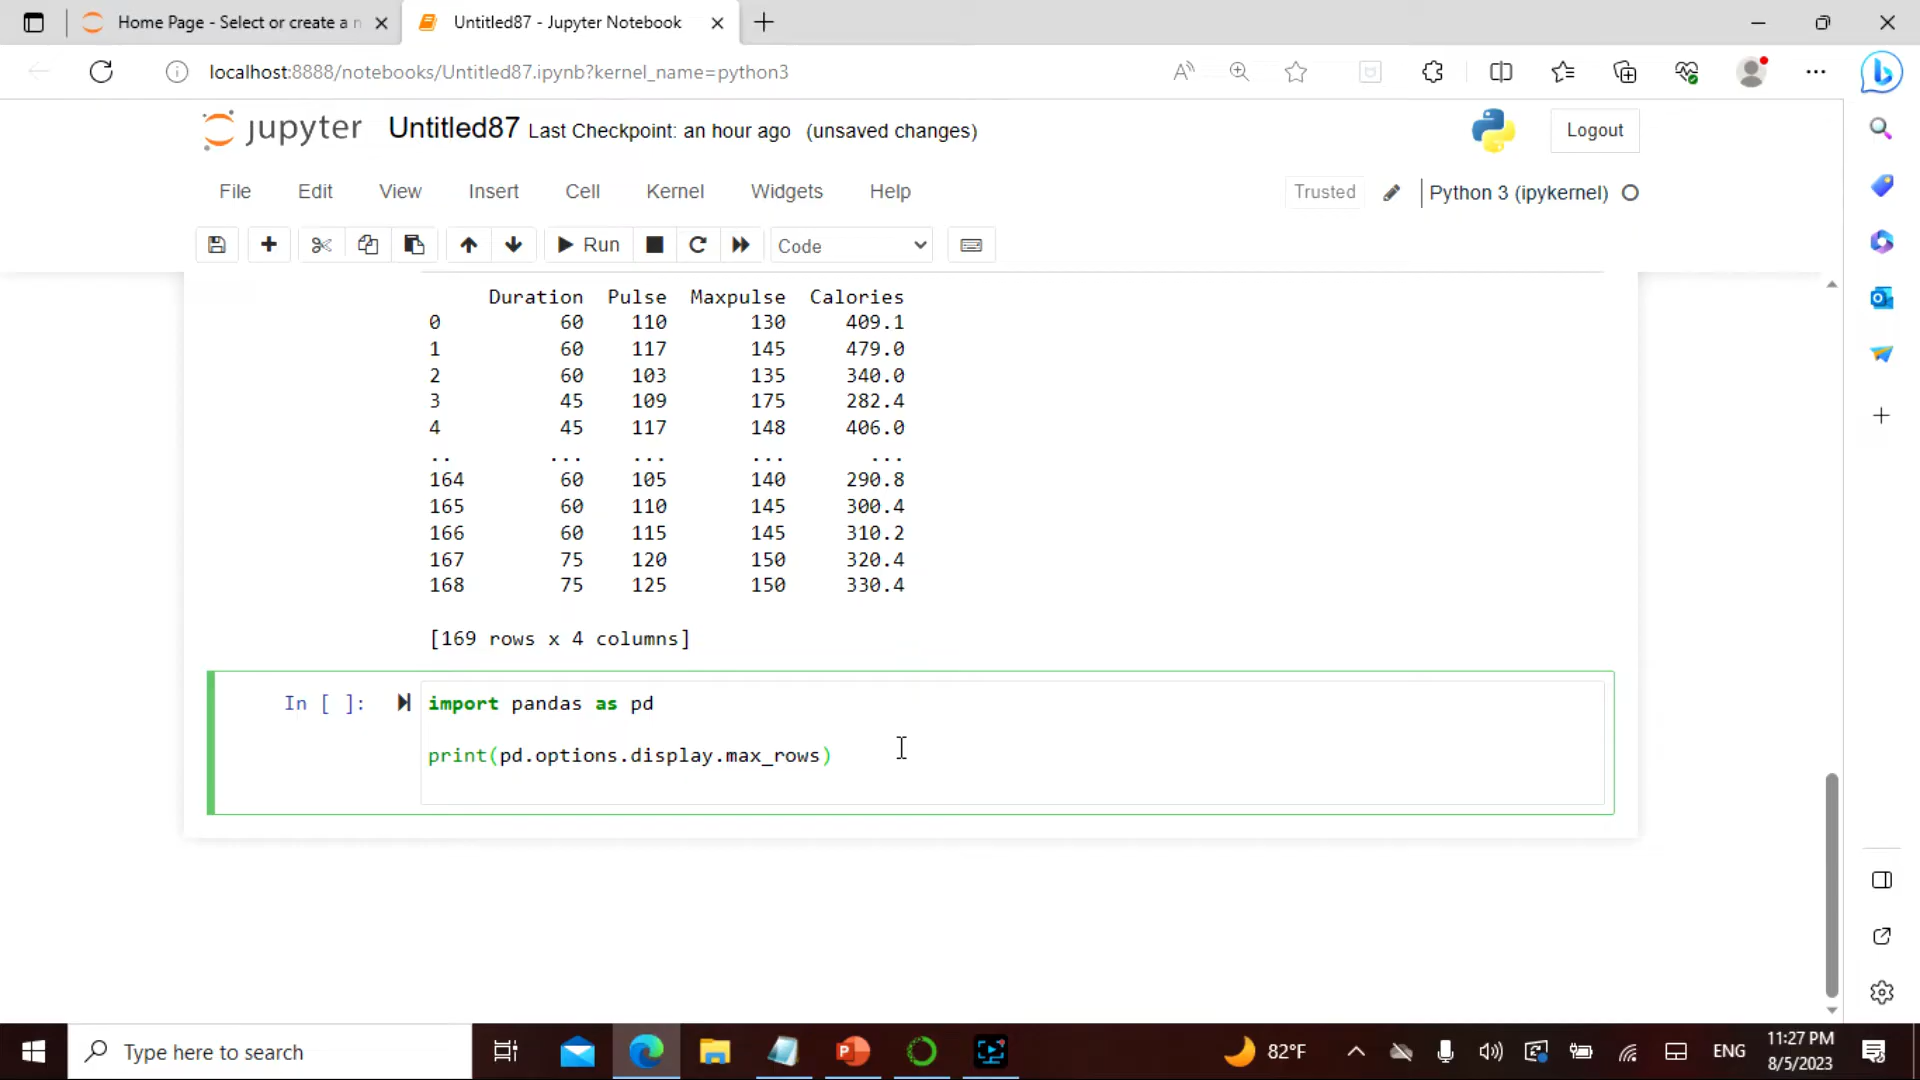 Home Page - Select or create a n
Untitled87 - Jupyter Notebook
localhost:8888/notebooks/Untitled87.ipynb?kernel_name=python3
jupyter Untitled87 Last Checkpoint: an hour ago (unsaved changes)
Logout
File Edit View Insert Cell Kernel Widgets Help
Trusted Python 3 (ipykernel)
Run Code
Duration Pulse Maxpulse Calories
0 60 110 130 409.1
1 60 117 145 479.0
2 60 103 135 340.0
3 45 109 175 282.4
4 45 117 148 406.0
.. ... ... ... ...
164 60 105 140 290.8
165 60 110 145 300.4
166 60 115 145 310.2
167 75 120 150 320.4
168 75 125 150 330.4
[169 rows x 4 columns]
In [ ]: import pandas as pd
print(pd.options.display.max_rows)
Type here to search
82°F
ENG
11:27 PM
8/5/2023